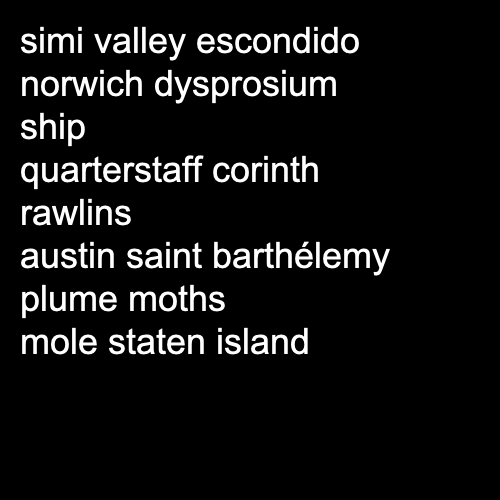 simi valley escondido
norwich dysprosium
ship
quarterstaff corinth
rawlins
austin saint barthélemy
plume moths
mole staten island